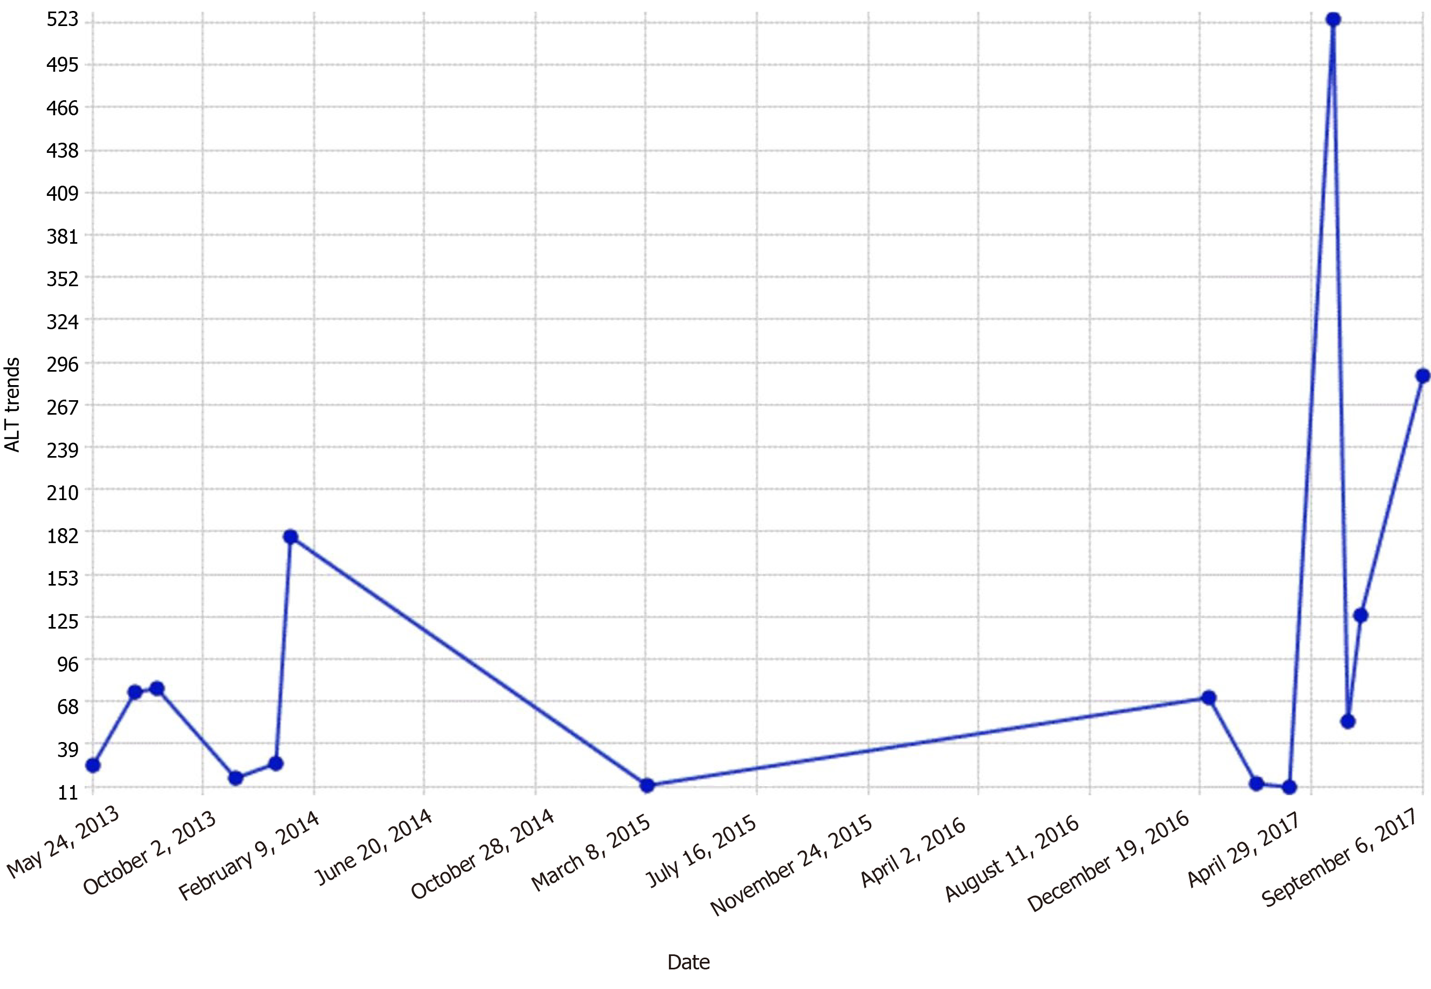 523
495
466
438
409
381
352
324
296
267
239
210
182
153
125
96
68
39
11
ALT trends
May 24, 2013
October 2, 2013
February 9, 2014
June 20, 2014
October 28, 2014
March 8, 2015
July 16, 2015
November 24, 2015
April 2, 2016
August 11, 2016
December 19, 2016
April 29, 2017
September 6, 2017
Date